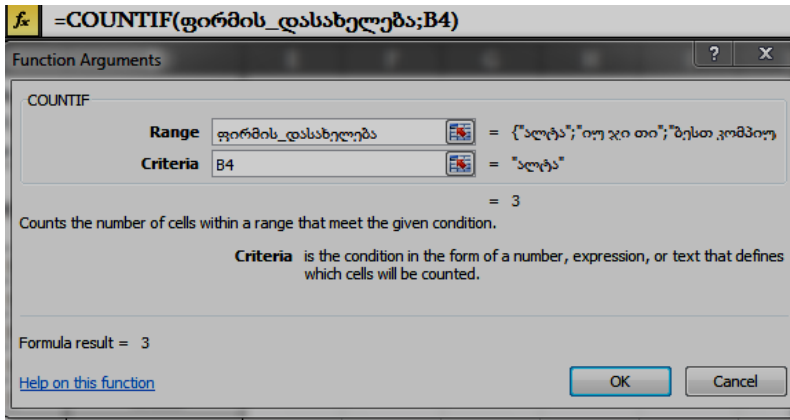 fx =COUNTIF(ფირმის_დასახელება;B4)
Function Arguments ? X
COUNTIF
Range ფირმის_დასახელება = {"ალტა";"იუ ჯი თი";"ბესთ კომპიუ
Criteria B4 = "ალტა"
= 3
Counts the number of cells within a range that meet the given condition.
Criteria is the condition in the form of a number, expression, or text that defines
which cells will be counted.
Formula result = 3
Help on this function OK Cancel